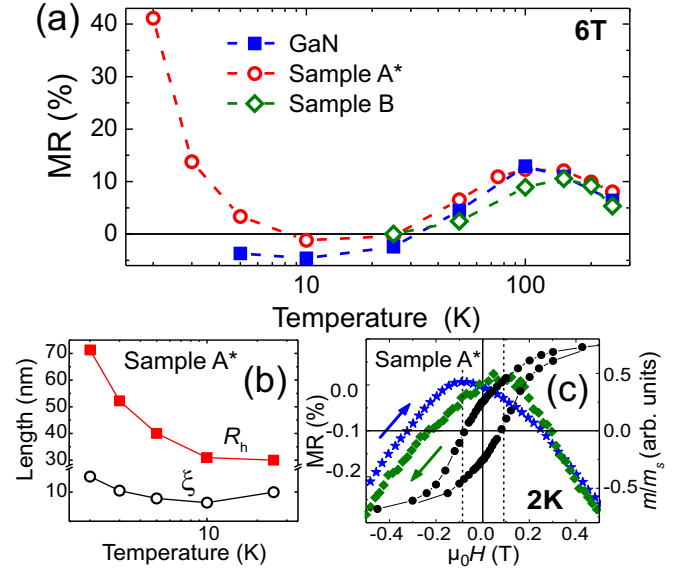 (a)
6T
GaN
Sample A*
Sample B
MR (%)
40
30
20
10
0
10
100
Temperature (K)
(b)
Sample A*
Length (nm)
70
60
50
40
30
10
R_h
ξ
10
Temperature (K)
(c)
Sample A*
MR (%)
0.0
-0.1
-0.2
m/m_s (arb. units)
0.5
0.0
-0.5
2K
-0.4 -0.2 0.0 0.2 0.4
μ₀H (T)